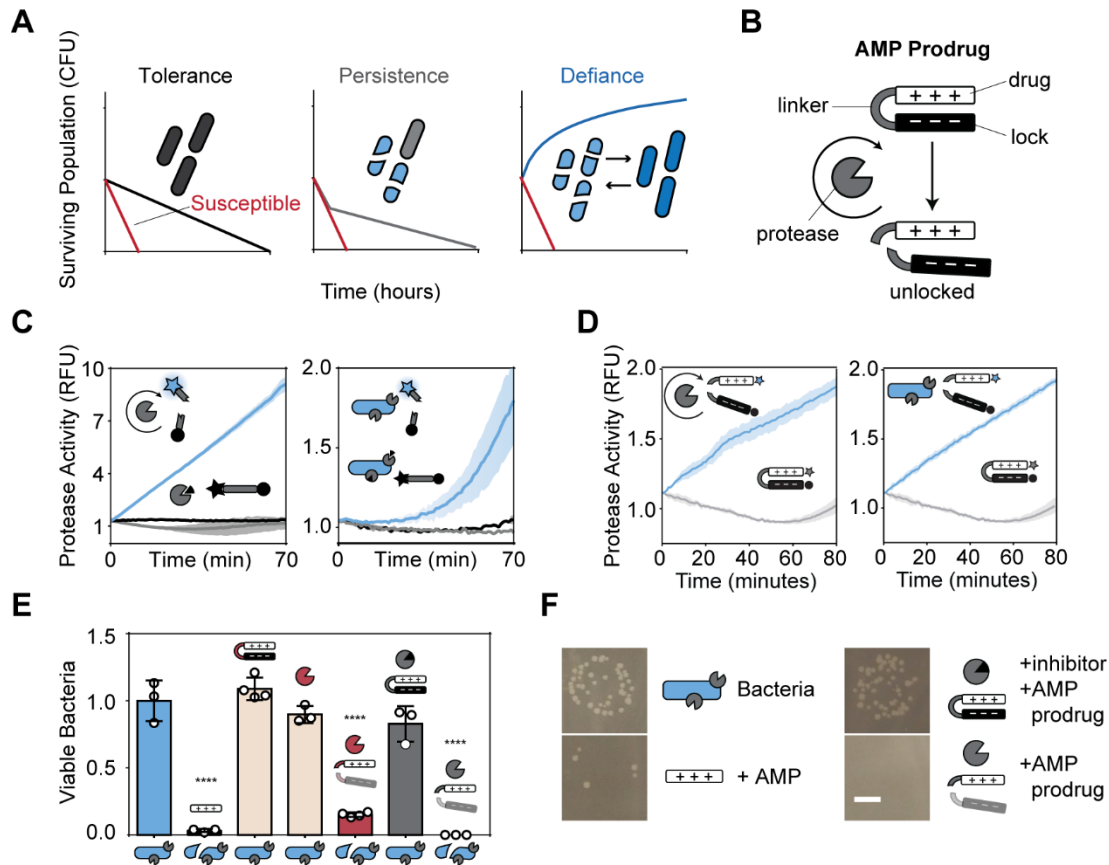 A
Surviving Population (CFU)
Tolerance
Susceptible
Persistence
Defiance
Time (hours)
B
AMP Prodrug
+ + +
drug
linker
- - -
lock
protease
+ + +
- - -
unlocked
C
Protease Activity (RFU)
10
7
4
1
0
70
Time (min)
2.0
1.5
1.0
0
70
Time (min)
D
Protease Activity (RFU)
2.0
1.5
1.0
0
20
40
60
80
Time (minutes)
+++
---
+++
---
2.0
1.5
1.0
0
20
40
60
80
Time (minutes)
+++
---
+++
---
E
Viable Bacteria
1.5
1.0
0.5
0.0
****
+++
+++
---
****
+++
---
+++
---
****
+++
---
F
Bacteria
+++
+ AMP
+inhibitor
+AMP
prodrug
+++
---
+AMP
prodrug
+++
---